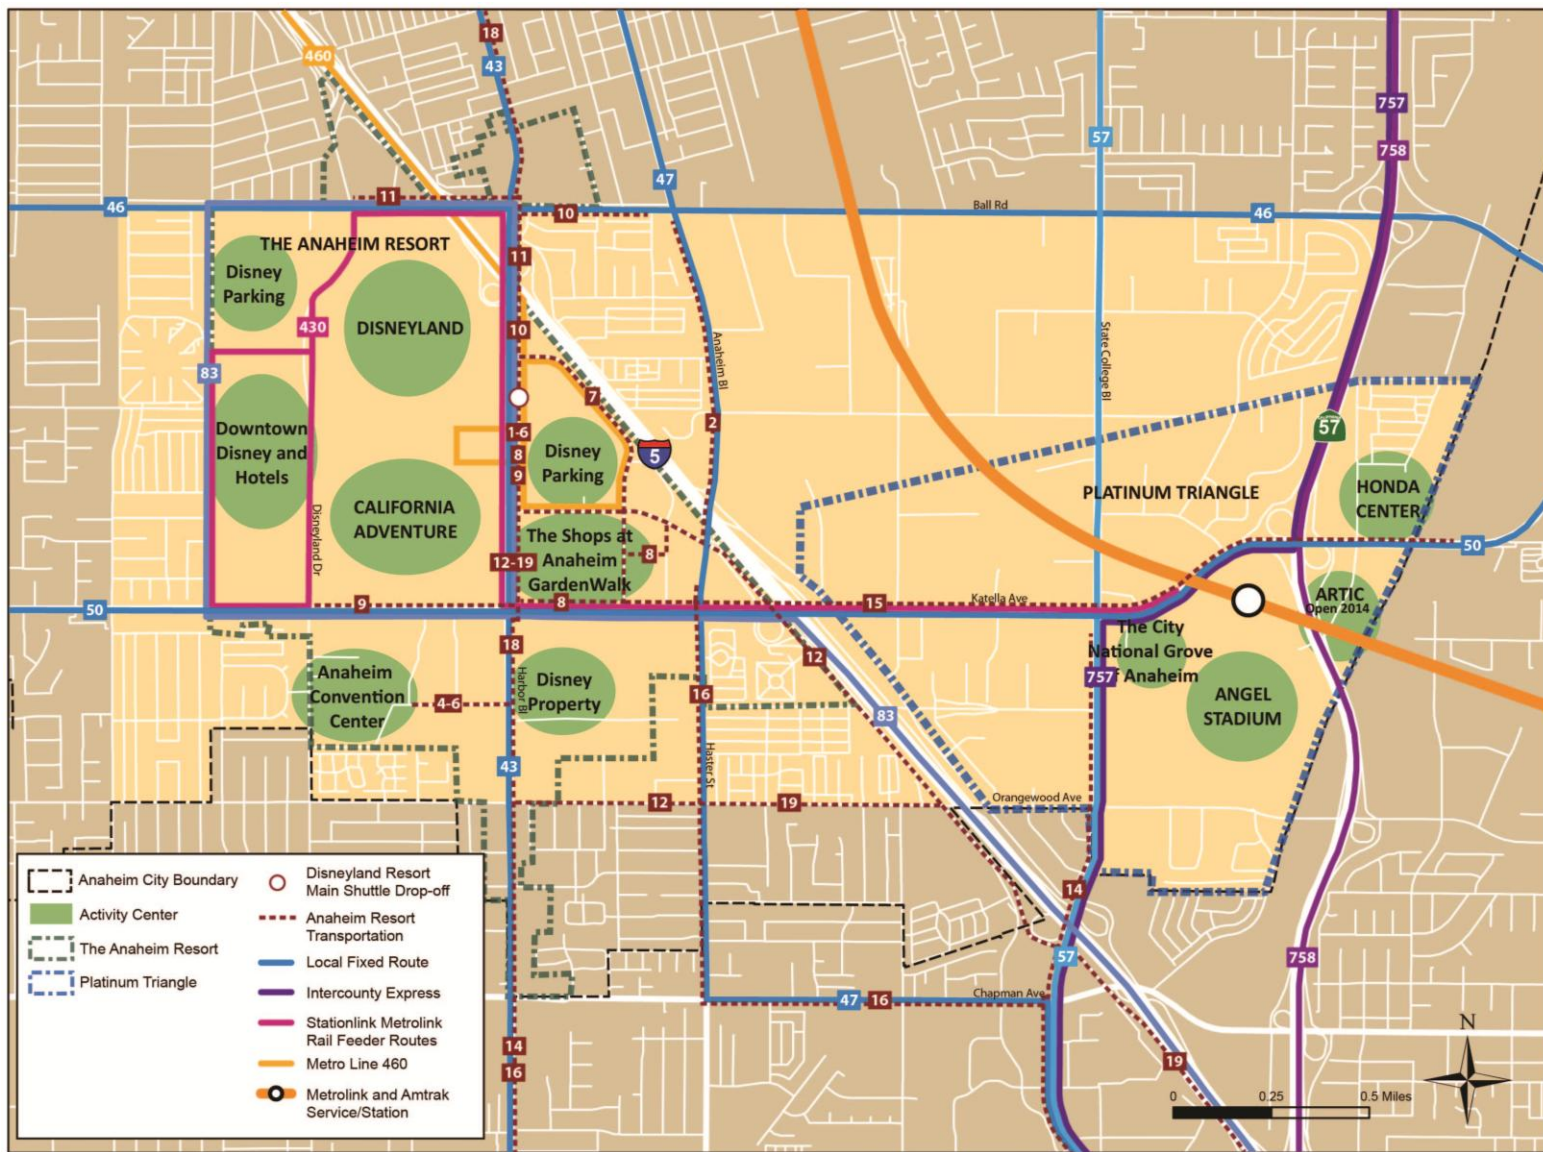 460
18
43
757
57
758
47
11
46
10
Ball Rd
46
THE ANAHEIM RESORT
11
Disney
Parking
430
DISNEYLAND
10
State College Bl
Anaheim Bl
83
7
57
Downtown
Disney and
Hotels
1-6
8
9
2
Disney
Parking
5
HONDA
CENTER
PLATINUM TRIANGLE
CALIFORNIA
ADVENTURE
Disneyland Dr
The Shops at
Anaheim
GardenWalk
8
12-19
50
50
9
8
15
Katella Ave
ARTIC
Open 2014
The City
National Grove
of Anaheim
18
12
Anaheim
Convention
Center
4-6
Harbor Bl
Disney
Property
16
757
ANGEL
STADIUM
83
43
Haster St
12
19
Orangewood Ave
14
57
758
47
16
Chapman Ave
14
16
19
Anaheim City Boundary
Activity Center
The Anaheim Resort
Platinum Triangle
Disneyland Resort
Main Shuttle Drop-off
Anaheim Resort
Transportation
Local Fixed Route
Intercounty Express
Stationlink Metrolink
Rail Feeder Routes
Metro Line 460
Metrolink and Amtrak
Service/Station
N
0 0.25 0.5 Miles